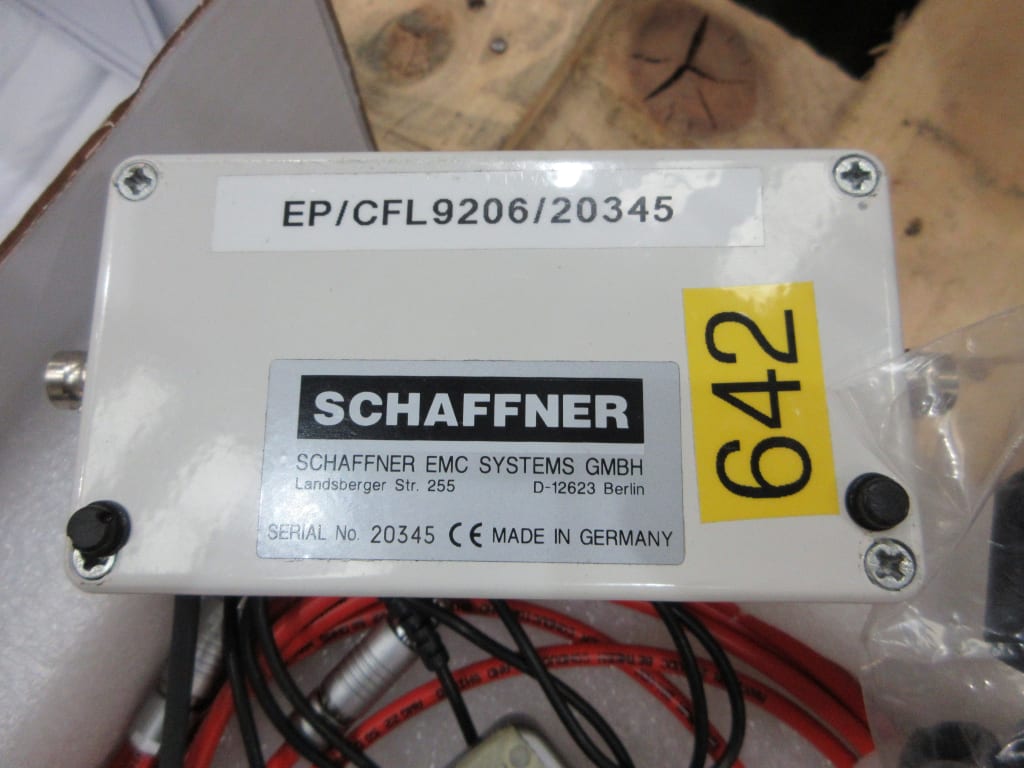 EP/CFL9206/20345
642
SCHAFFNER
SCHAFFNER EMC SYSTEMS GMBH
Landsberger Str. 255 D-12623 Berlin
SERIAL No. 20345 CE MADE IN GERMANY